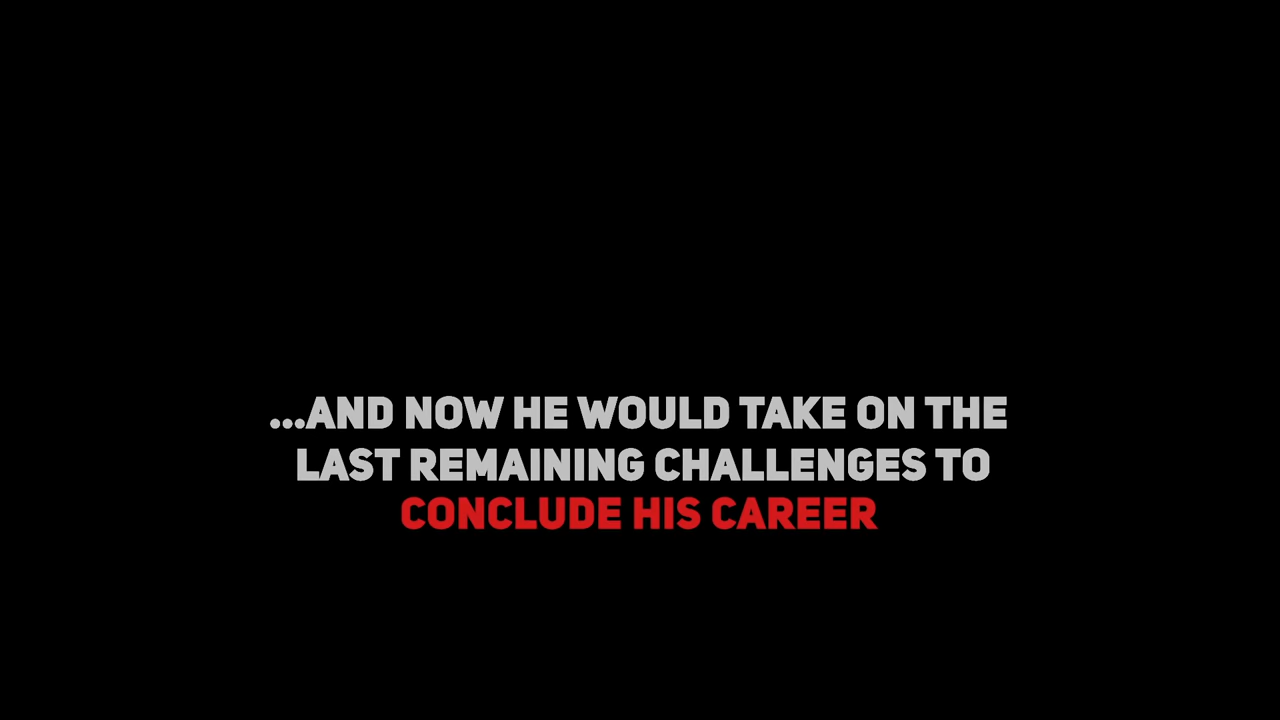 ...AND NOW HE WOULD TAKE ON THE
LAST REMAINING CHALLENGES TO
CONCLUDE HIS CAREER